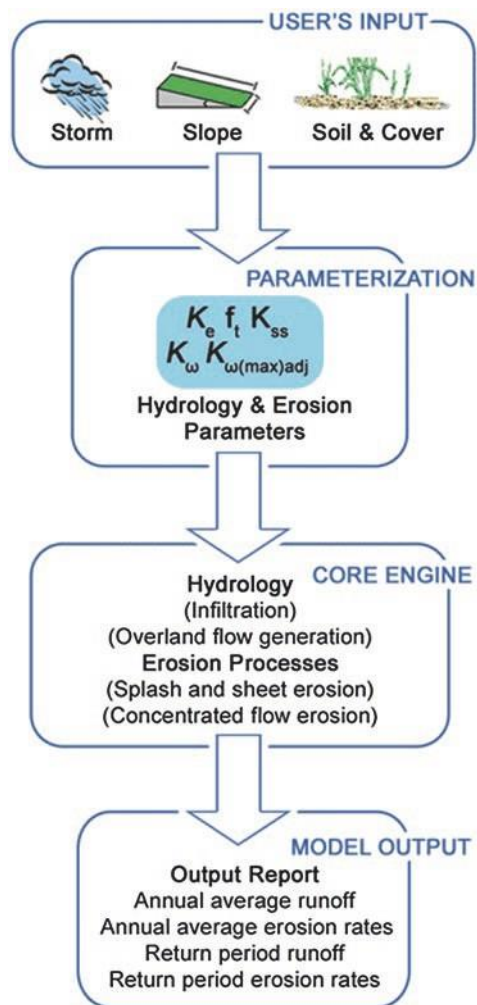 USER'S INPUT
Storm
Slope
Soil & Cover
PARAMETERIZATION
Ke ft Kss
Kω Kω(max)adj
Hydrology & Erosion
Parameters
CORE ENGINE
Hydrology
(Infiltration)
(Overland flow generation)
Erosion Processes
(Splash and sheet erosion)
(Concentrated flow erosion)
MODEL OUTPUT
Output Report
Annual average runoff
Annual average erosion rates
Return period runoff
Return period erosion rates